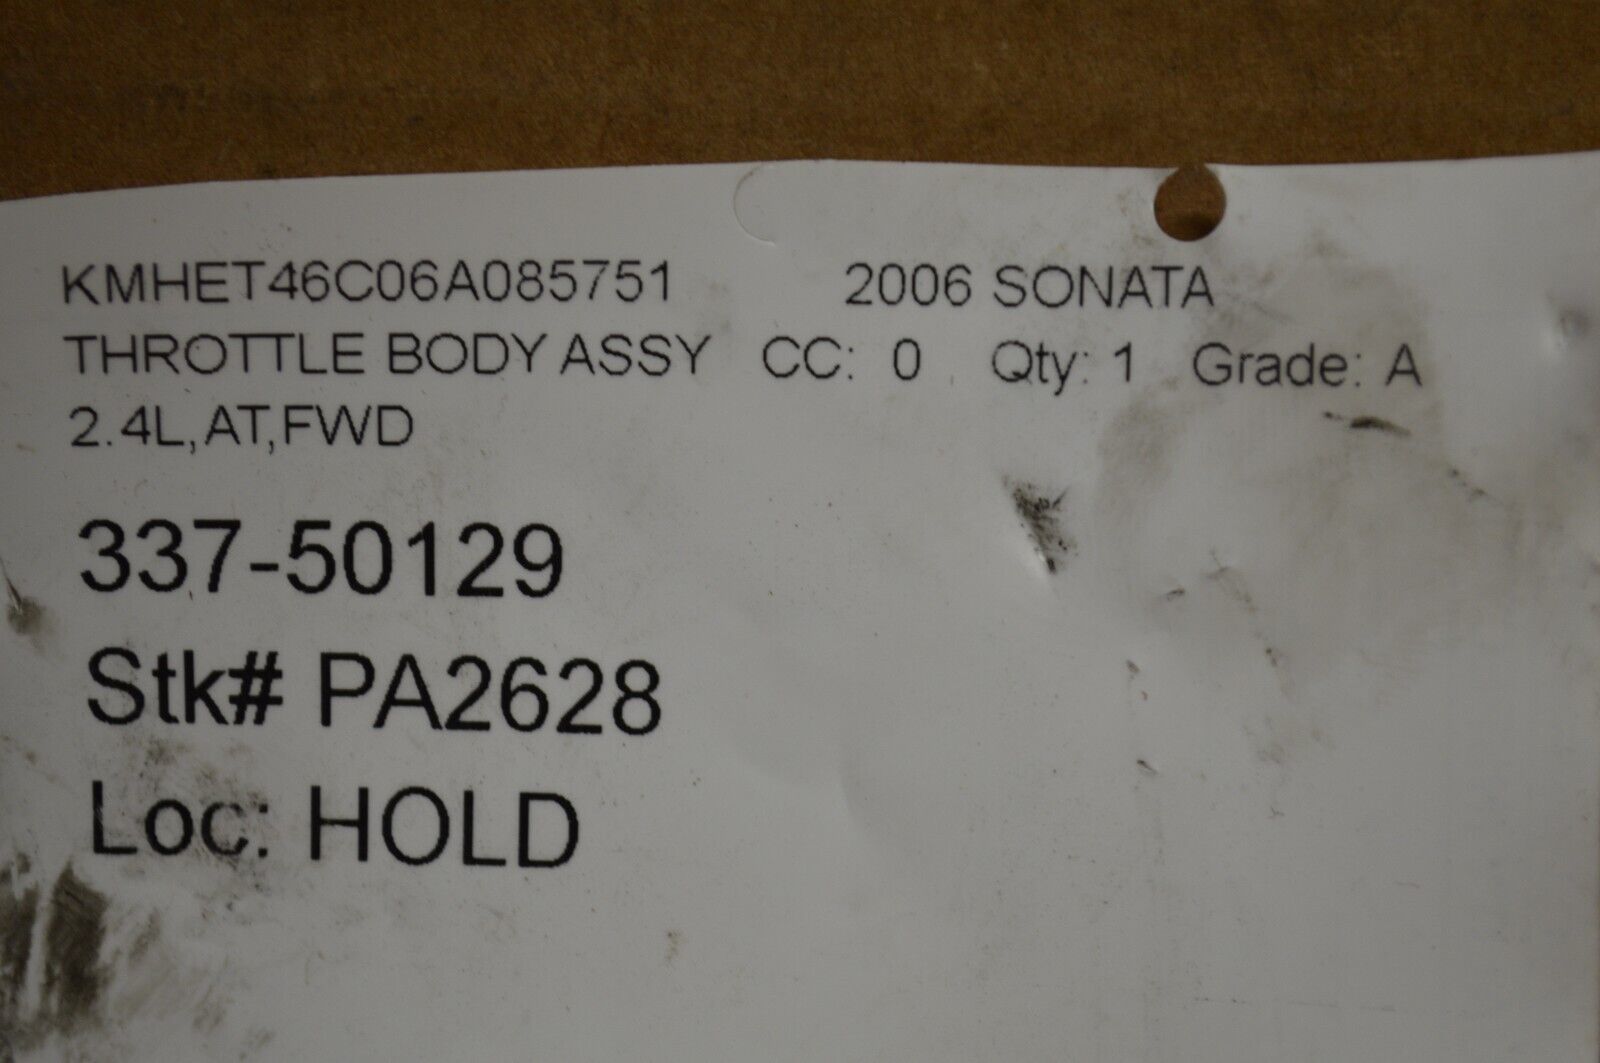 KMHET46C06A085751 2006 SONATA
THROTTLE BODY ASSY CC: 0 Qty: 1 Grade: A
2.4L,AT,FWD
337-50129
Stk# PA2628
Loc: HOLD